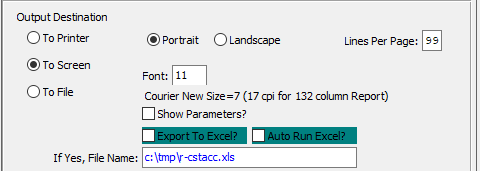 Output Destination
To Printer Portrait Landscape Lines Per Page: 99
To Screen
Font: 11
To File
Courier New Size=7 (17 cpi for 132 column Report)
Show Parameters?
Export To Excel? Auto Run Excel?
If Yes, File Name: c:\tmp\r-cstacc.xls